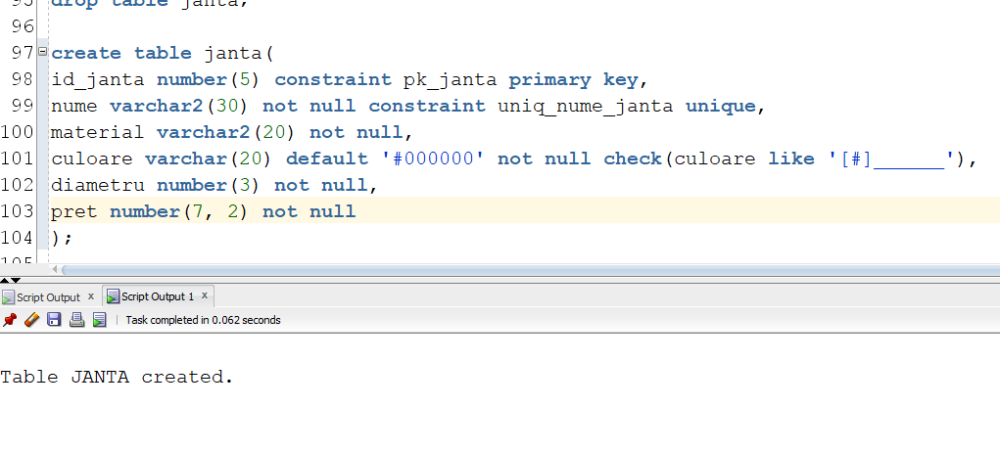 95 drop table janta;
96
97 create table janta(
98 id_janta number(5) constraint pk_janta primary key,
99 nume varchar2(30) not null constraint uniq_nume_janta unique,
100 material varchar2(20) not null,
101 culoare varchar(20) default '#000000' not null check(culoare like '[#]______'),
102 diametru number(3) not null,
103 pret number(7, 2) not null
104 );
105
Script Output x Script Output 1 x
Task completed in 0.062 seconds
Table JANTA created.